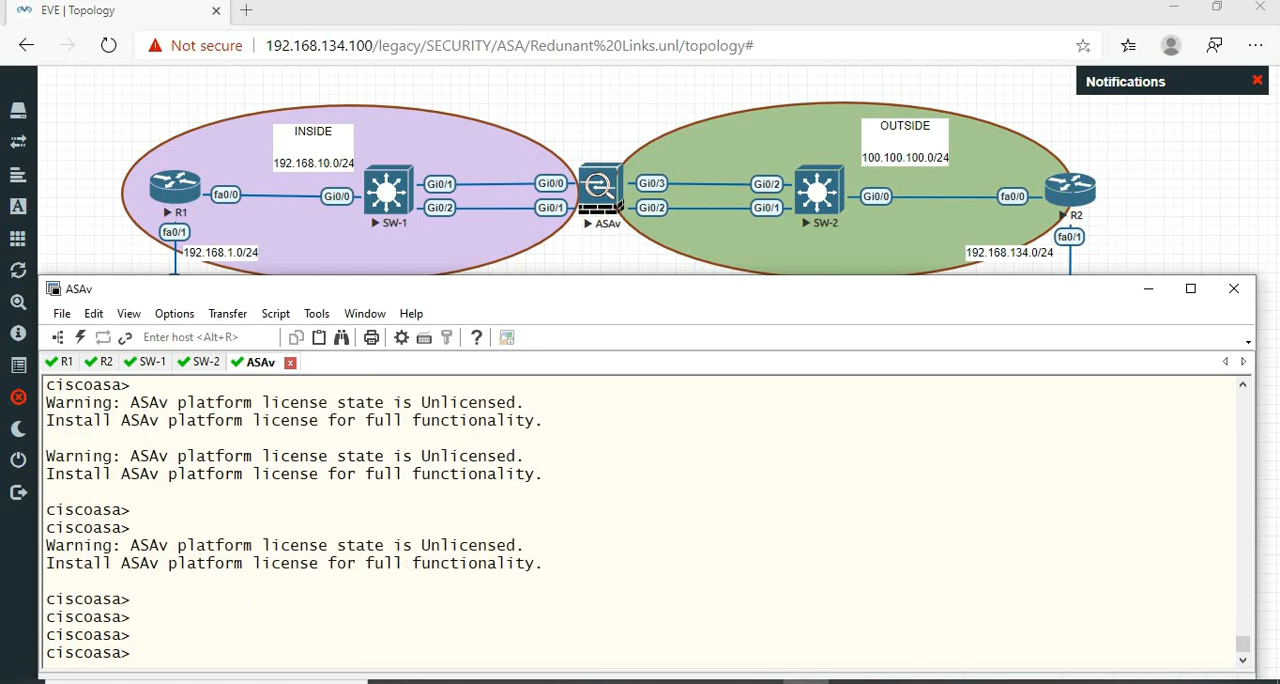 EVE | Topology
Not secure 192.168.134.100/legacy/SECURITY/ASA/Redunant%20Links.unl/topology#
Notifications
INSIDE
192.168.10.0/24
OUTSIDE
100.100.100.0/24
R1 fa0/0 Gi0/0 Gi0/1 Gi0/0 Gi0/3 Gi0/2 Gi0/0 fa0/0 R2
SW-1 Gi0/2 Gi0/1 ASAv Gi0/2 Gi0/1 SW-2
fa0/1 fa0/1
192.168.1.0/24 192.168.134.0/24
ASAv
File Edit View Options Transfer Script Tools Window Help
Enter host <Alt+R>
R1 R2 SW-1 SW-2 ASAv
ciscoasa>
Warning: ASAv platform license state is Unlicensed.
Install ASAv platform license for full functionality.
Warning: ASAv platform license state is Unlicensed.
Install ASAv platform license for full functionality.
ciscoasa>
ciscoasa>
Warning: ASAv platform license state is Unlicensed.
Install ASAv platform license for full functionality.
ciscoasa>
ciscoasa>
ciscoasa>
ciscoasa>